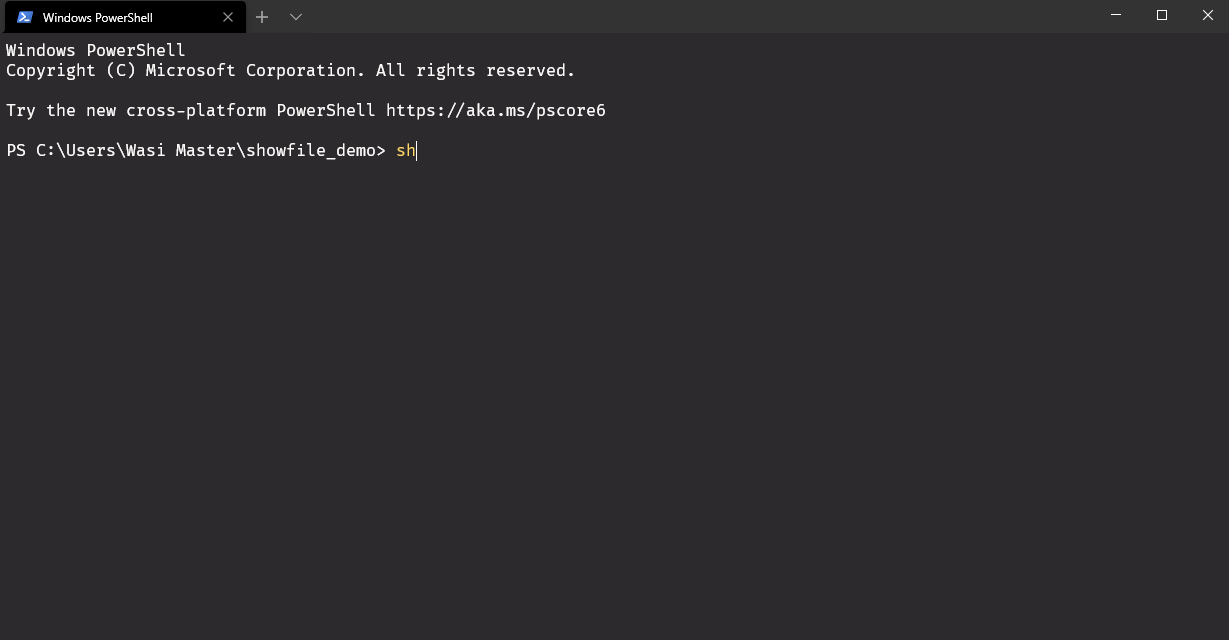 Windows PowerShell
Windows PowerShell
Copyright (C) Microsoft Corporation. All rights reserved.
Try the new cross-platform PowerShell https://aka.ms/pscore6
PS C:\Users\Wasi Master\showfile_demo> sh